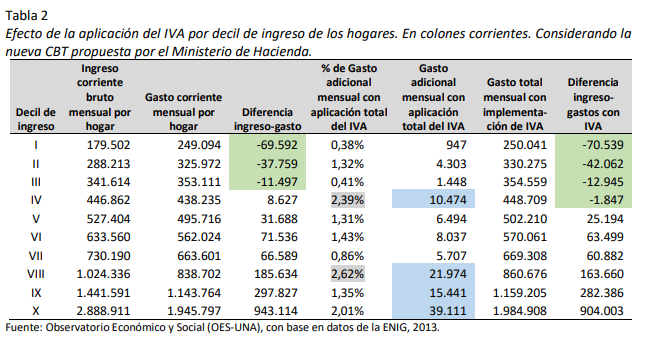 Tabla 2
Efecto de la aplicación del IVA por decil de ingreso de los hogares. En colones corrientes. Considerando la
nueva CBT propuesta por el Ministerio de Hacienda.
Decil de ingreso | Ingreso corriente bruto mensual por hogar | Gasto corriente mensual por hogar | Diferencia ingreso-gasto | % de Gasto adicional mensual con aplicación total del IVA | Gasto adicional mensual con aplicación total del IVA | Gasto total mensual con implementa-ción de IVA | Diferencia ingreso-gastos con IVA
I 179.502 249.094 -69.592 0,38% 947 250.041 -70.539
II 288.213 325.972 -37.759 1,32% 4.303 330.275 -42.062
III 341.614 353.111 -11.497 0,41% 1.448 354.559 -12.945
IV 446.862 438.235 8.627 2,39% 10.474 448.709 -1.847
V 527.404 495.716 31.688 1,31% 6.494 502.210 25.194
VI 633.560 562.024 71.536 1,43% 8.037 570.061 63.499
VII 730.190 663.601 66.589 0,86% 5.707 669.308 60.882
VIII 1.024.336 838.702 185.634 2,62% 21.974 860.676 163.660
IX 1.441.591 1.143.764 297.827 1,35% 15.441 1.159.205 282.386
X 2.888.911 1.945.797 943.114 2,01% 39.111 1.984.908 904.003
Fuente: Observatorio Económico y Social (OES-UNA), con base en datos de la ENIG, 2013.